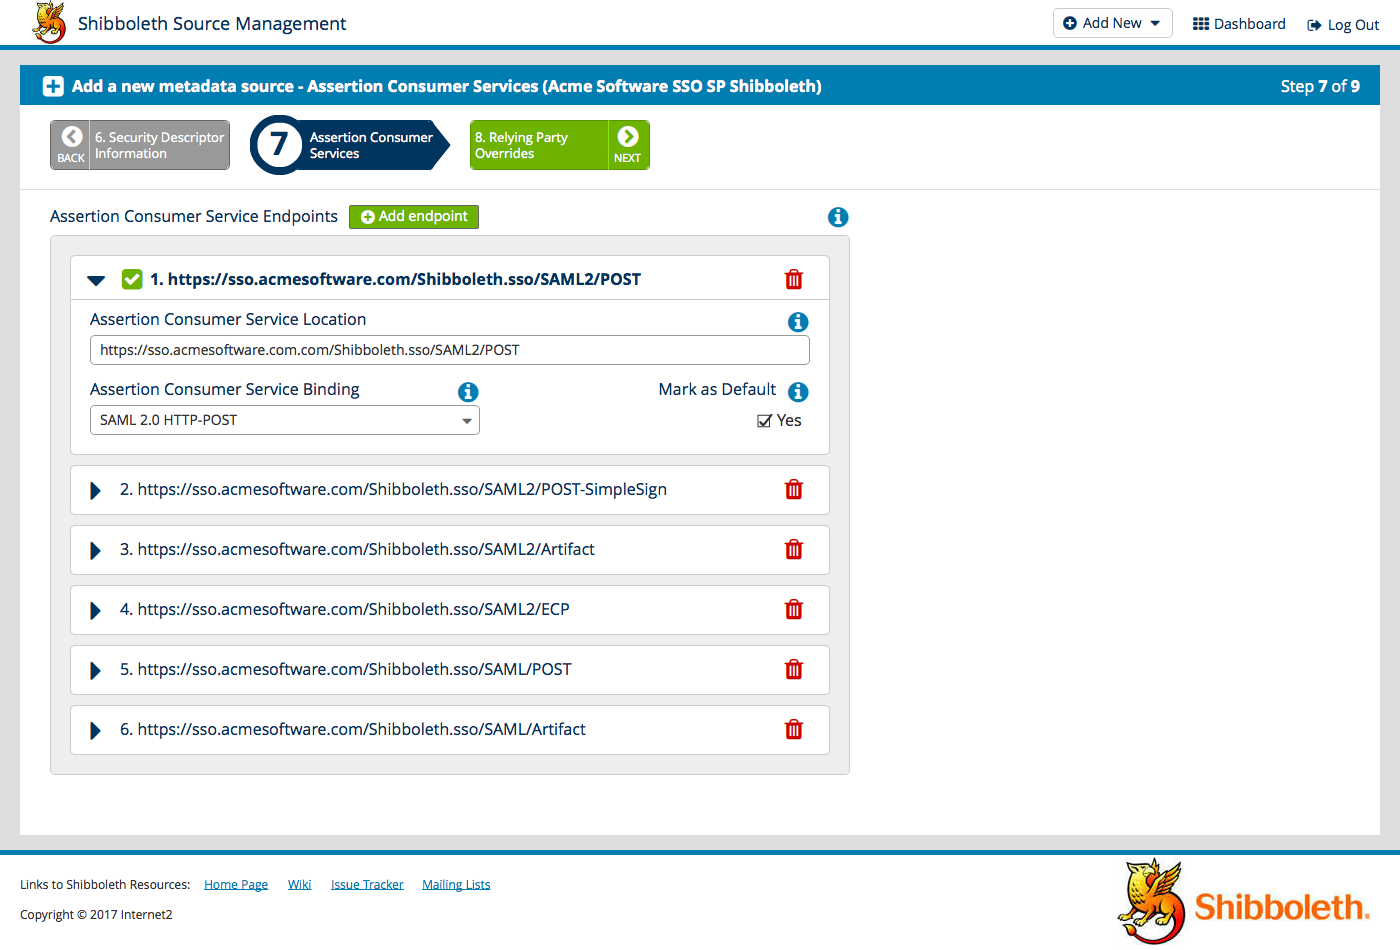 Shibboleth Source Management
Add New
Dashboard
Log Out
Add a new metadata source - Assertion Consumer Services (Acme Software SSO SP Shibboleth)
Step 7 of 9
BACK
6. Security Descriptor
Information
7
Assertion Consumer
Services
8. Relying Party
Overrides
NEXT
Assertion Consumer Service Endpoints
Add endpoint
1. https://sso.acmesoftware.com/Shibboleth.sso/SAML2/POST
Assertion Consumer Service Location
https://sso.acmesoftware.com.com/Shibboleth.sso/SAML2/POST
Assertion Consumer Service Binding
Mark as Default
SAML 2.0 HTTP-POST
Yes
2. https://sso.acmesoftware.com/Shibboleth.sso/SAML2/POST-SimpleSign
3. https://sso.acmesoftware.com/Shibboleth.sso/SAML2/Artifact
4. https://sso.acmesoftware.com/Shibboleth.sso/SAML2/ECP
5. https://sso.acmesoftware.com/Shibboleth.sso/SAML/POST
6. https://sso.acmesoftware.com/Shibboleth.sso/SAML/Artifact
Links to Shibboleth Resources: Home Page Wiki Issue Tracker Mailing Lists
Copyright © 2017 Internet2
Shibboleth.